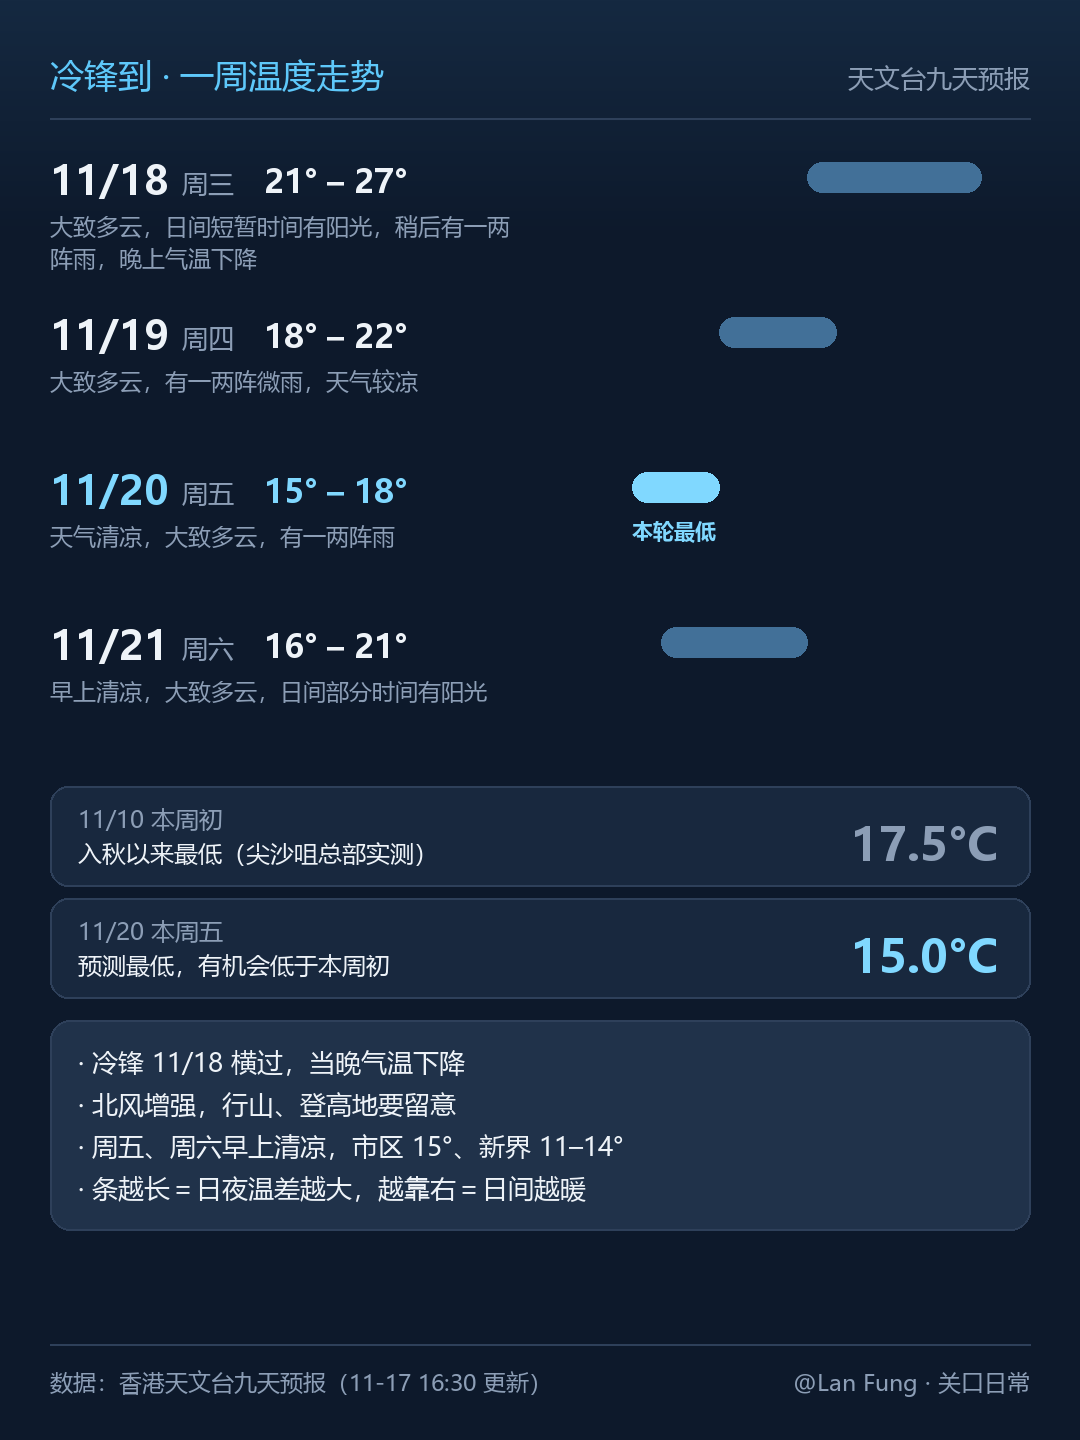 冷锋到 · 一周温度走势
天文台九天预报
11/18 周三 21° – 27°
大致多云，日间短暂时间有阳光，稍后有一两
阵雨，晚上气温下降
11/19 周四 18° – 22°
大致多云，有一两阵微雨，天气较凉
11/20 周五 15° – 18°
天气清凉，大致多云，有一两阵雨
本轮最低
11/21 周六 16° – 21°
早上清凉，大致多云，日间部分时间有阳光
11/10 本周初
入秋以来最低（尖沙咀总部实测）
17.5°C
11/20 本周五
预测最低，有机会低于本周初
15.0°C
· 冷锋 11/18 横过，当晚气温下降
· 北风增强，行山、登高地要留意
· 周五、周六早上清凉，市区 15°、新界 11–14°
· 条越长 = 日夜温差越大，越靠右 = 日间越暖
数据：香港天文台九天预报（11-17 16:30 更新）
@Lan Fung · 关口日常